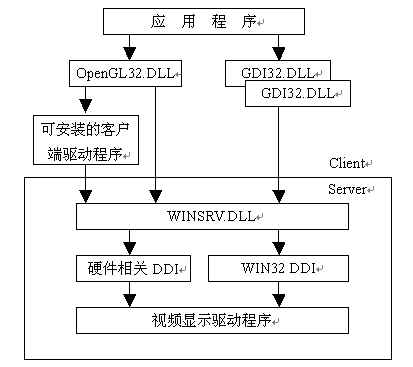 应 用 程 序
OpenGL32.DLL
GDI32.DLL
GDI32.DLL
可安装的客户
端驱动程序
Client
Server
WINSRV.DLL
硬件相关 DDI
WIN32 DDI
视频显示驱动程序